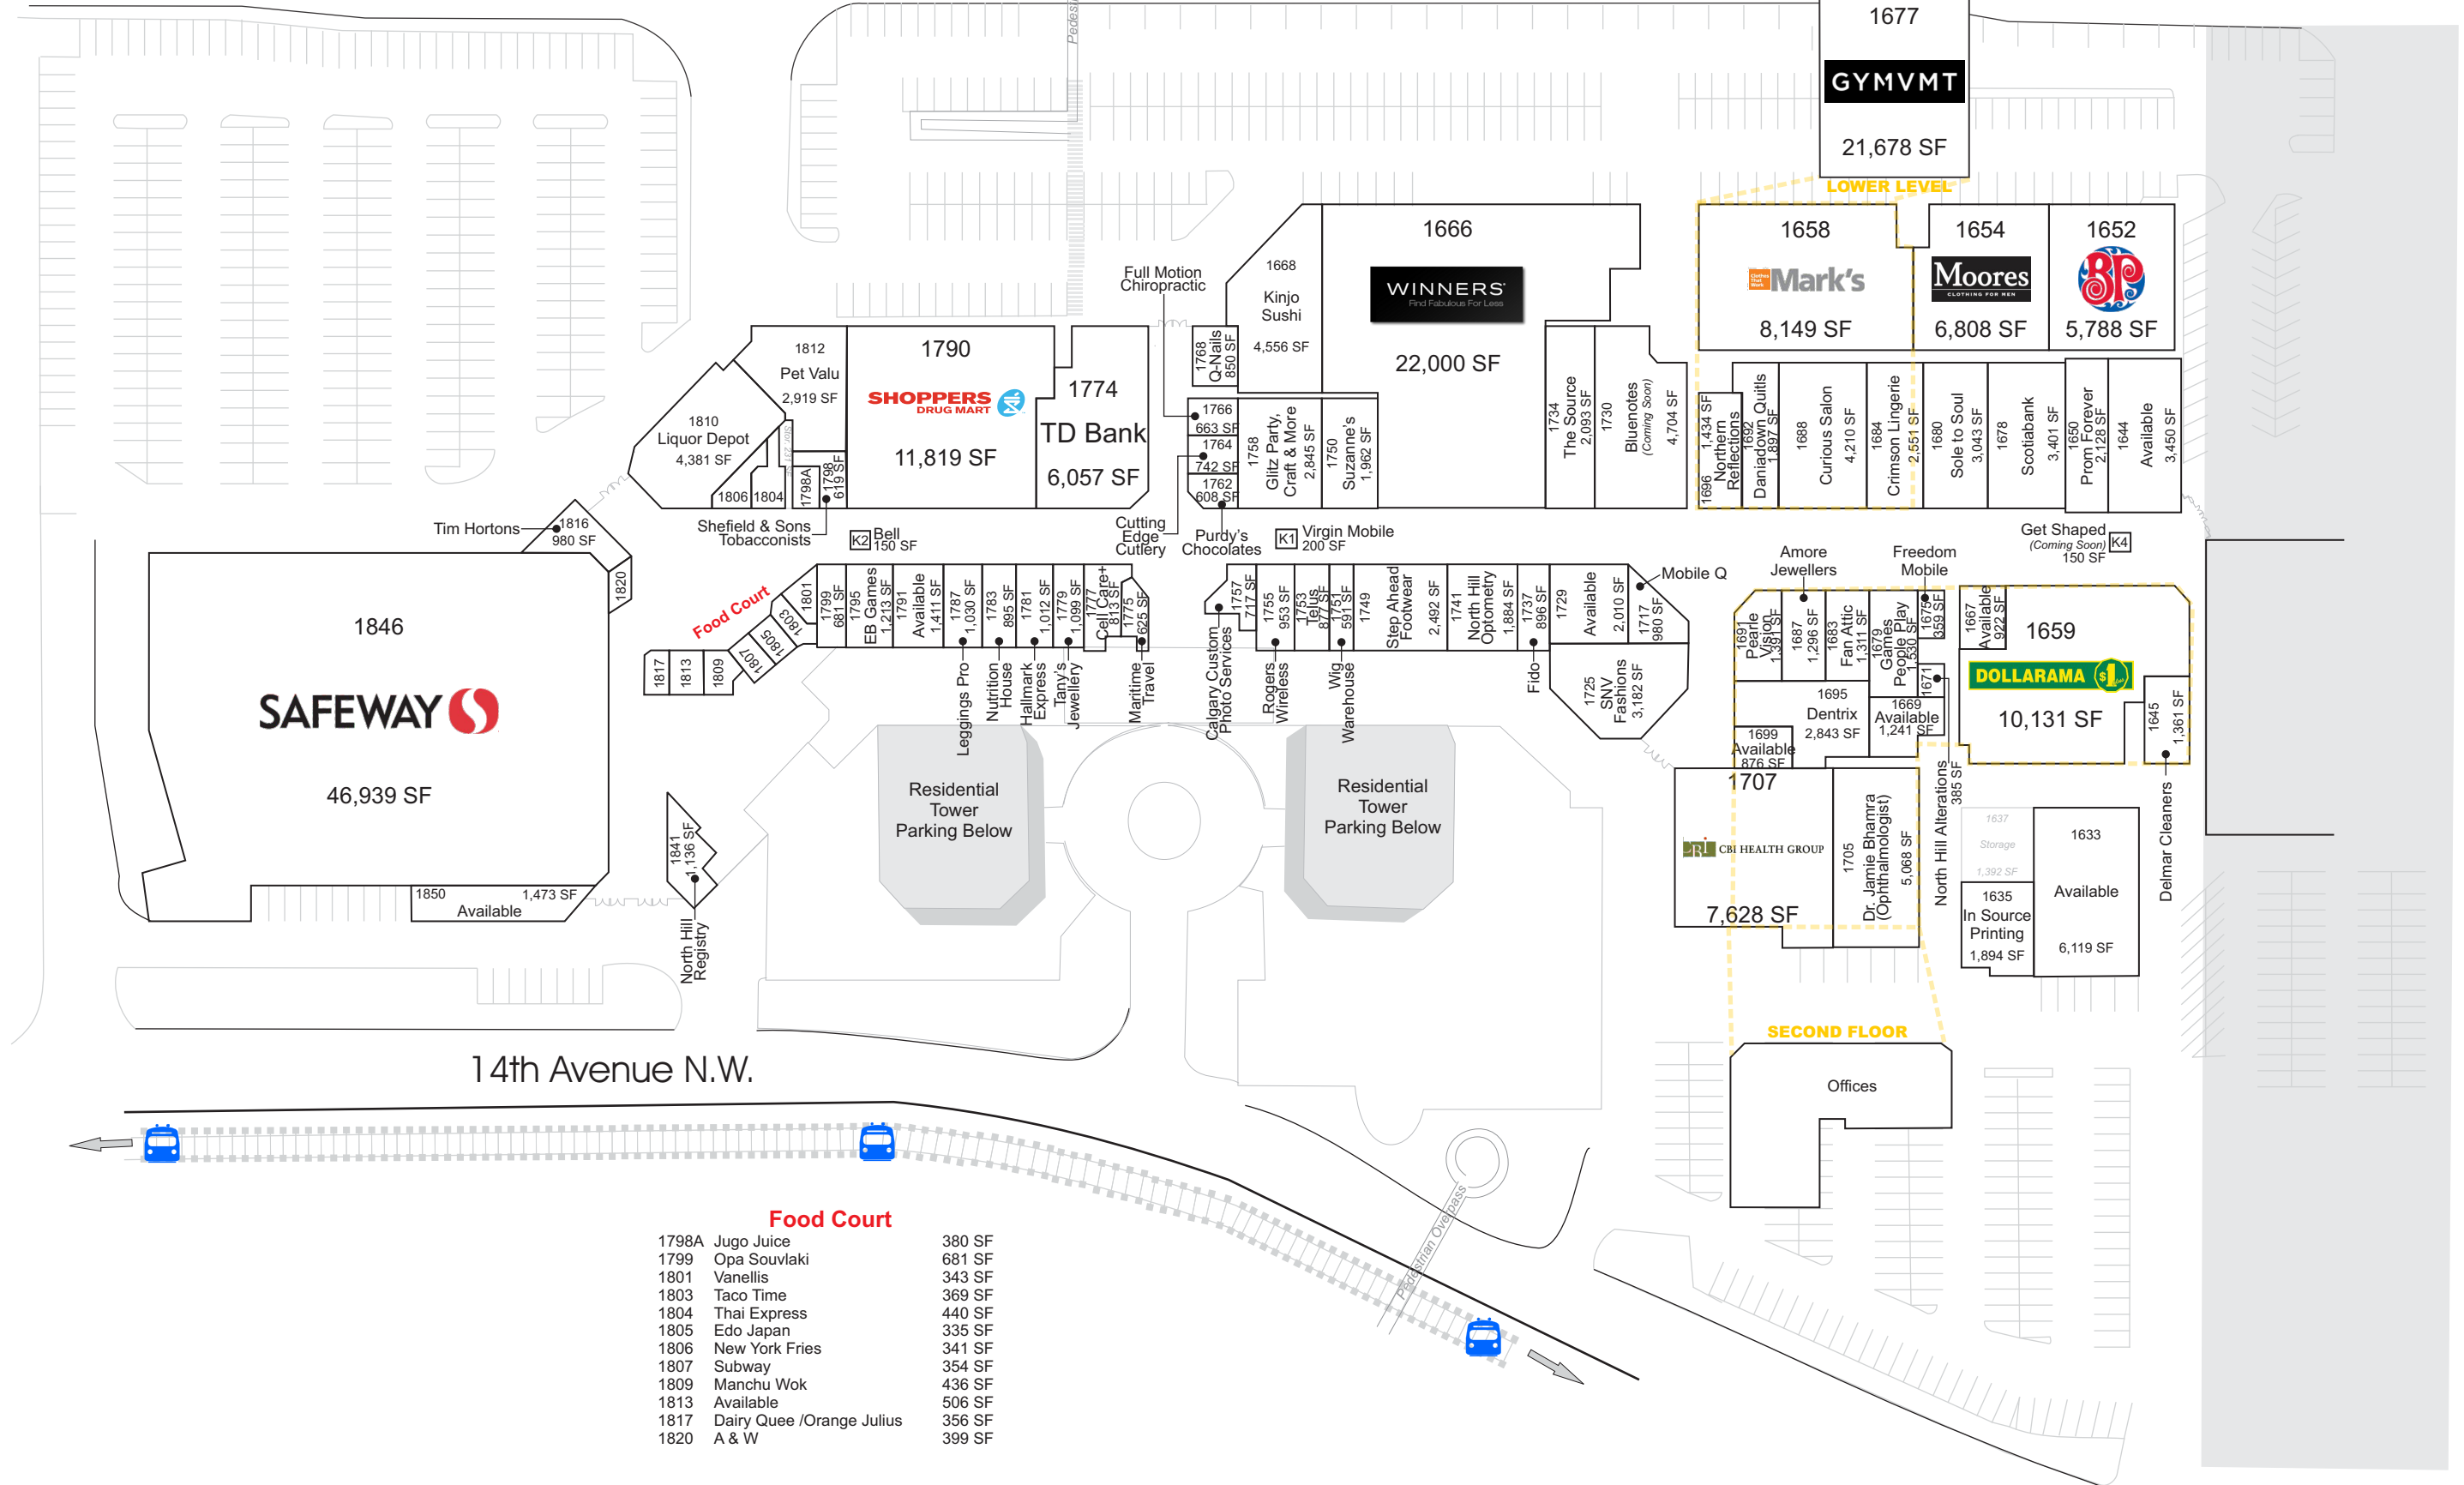 Pedest
1677
GYMVMT
21,678 SF
LOWER LEVEL
1658
Clothes That Work
Mark's
8,149 SF
1654
Moores
CLOTHING FOR MEN
6,808 SF
1652
BP
5,788 SF
1666
WINNERS
Find Fabulous For Less
22,000 SF
1668
Kinjo
Sushi
4,556 SF
Full Motion
Chiropractic
1768
Q-Nails
850 SF
1766
663 SF
1764
742 SF
1762
608 SF
1758
Glitz Party,
Craft & More
2,845 SF
1750
Suzanne's
1,962 SF
1734
The Source
2,093 SF
1730
Bluenotes
(Coming Soon)
4,704 SF
1696 1,434 SF
Northern
Reflections
1692
Daniadown Quitls
1,897 SF
1688
Curious Salon
4,210 SF
1684
Crimson Lingerie
2,551 SF
1680
Sole to Soul
3,043 SF
1678
Scotiabank
3,401 SF
1650
Prom Forever
2,128 SF
1644
Available
3,450 SF
1812
Pet Valu
2,919 SF
1790
SHOPPERS
DRUG MART
11,819 SF
1774
TD Bank
6,057 SF
1810
Liquor Depot
4,381 SF
1806
1804
1798A
1798
619 SF
Shefield & Sons
Tobacconists
K2
Bell
150 SF
Cutting
Edge
Cutlery
Purdy's
Chocolates
K1
Virgin Mobile
200 SF
Get Shaped
(Coming Soon)
150 SF
K4
Tim Hortons
1816
980 SF
1820
1846
SAFEWAY
46,939 SF
1850
1,473 SF
Available
Food Court
1817
1813
1809
1807
1805
1803
1801
1799
681 SF
1795
EB Games
1,213 SF
1791
Available
1,411 SF
1787
1,030 SF
1783
895 SF
1781
1,012 SF
1779
1,099 SF
1777
Cell Care+
813 SF
1775
625 SF
Leggings Pro
Nutrition
House
Hallmark
Express
Tany's
Jewellery
Maritime
Travel
1757
717 SF
1755
953 SF
1753
Telus
877 SF
1751
591 SF
1749
Step Ahead
Footwear
2,492 SF
1741
North Hill
Optometry
1,884 SF
1737
896 SF
1729
Available
2,010 SF
1717
980 SF
Mobile Q
1725
SNV
Fashions
3,182 SF
Calgary Custom
Photo Services
Rogers
Wireless
Wig
Warehouse
Fido
Amore
Jewellers
Freedom
Mobile
1691
Pearle
Vision
1,391 SF
1687
1,296 SF
1683
Fan Attic
1,311 SF
1679
Games
People Play
1,530 SF
1675
359 SF
1671
1667
Available
922 SF
1659
DOLLARAMA $1
10,131 SF
1645
1,361 SF
1695
Dentrix
2,843 SF
1669
Available
1,241 SF
1699
Available
876 SF
1707
CBI HEALTH GROUP
7,628 SF
1705
Dr. Jamie Bhamra
(Ophthalmologist)
5,068 SF
North Hill Alterations
385 SF
Delmar Cleaners
1637
Storage
1,392 SF
1635
In Source
Printing
1,894 SF
1633
Available
6,119 SF
Residential
Tower
Parking Below
Residential
Tower
Parking Below
1841
1,136 SF
North Hill
Registry
SECOND FLOOR
Offices
14th Avenue N.W.
Pedestrian Overpass
Food Court
1798A Jugo Juice 380 SF
1799 Opa Souvlaki 681 SF
1801 Vanellis 343 SF
1803 Taco Time 369 SF
1804 Thai Express 440 SF
1805 Edo Japan 335 SF
1806 New York Fries 341 SF
1807 Subway 354 SF
1809 Manchu Wok 436 SF
1813 Available 506 SF
1817 Dairy Quee /Orange Julius 356 SF
1820 A & W 399 SF